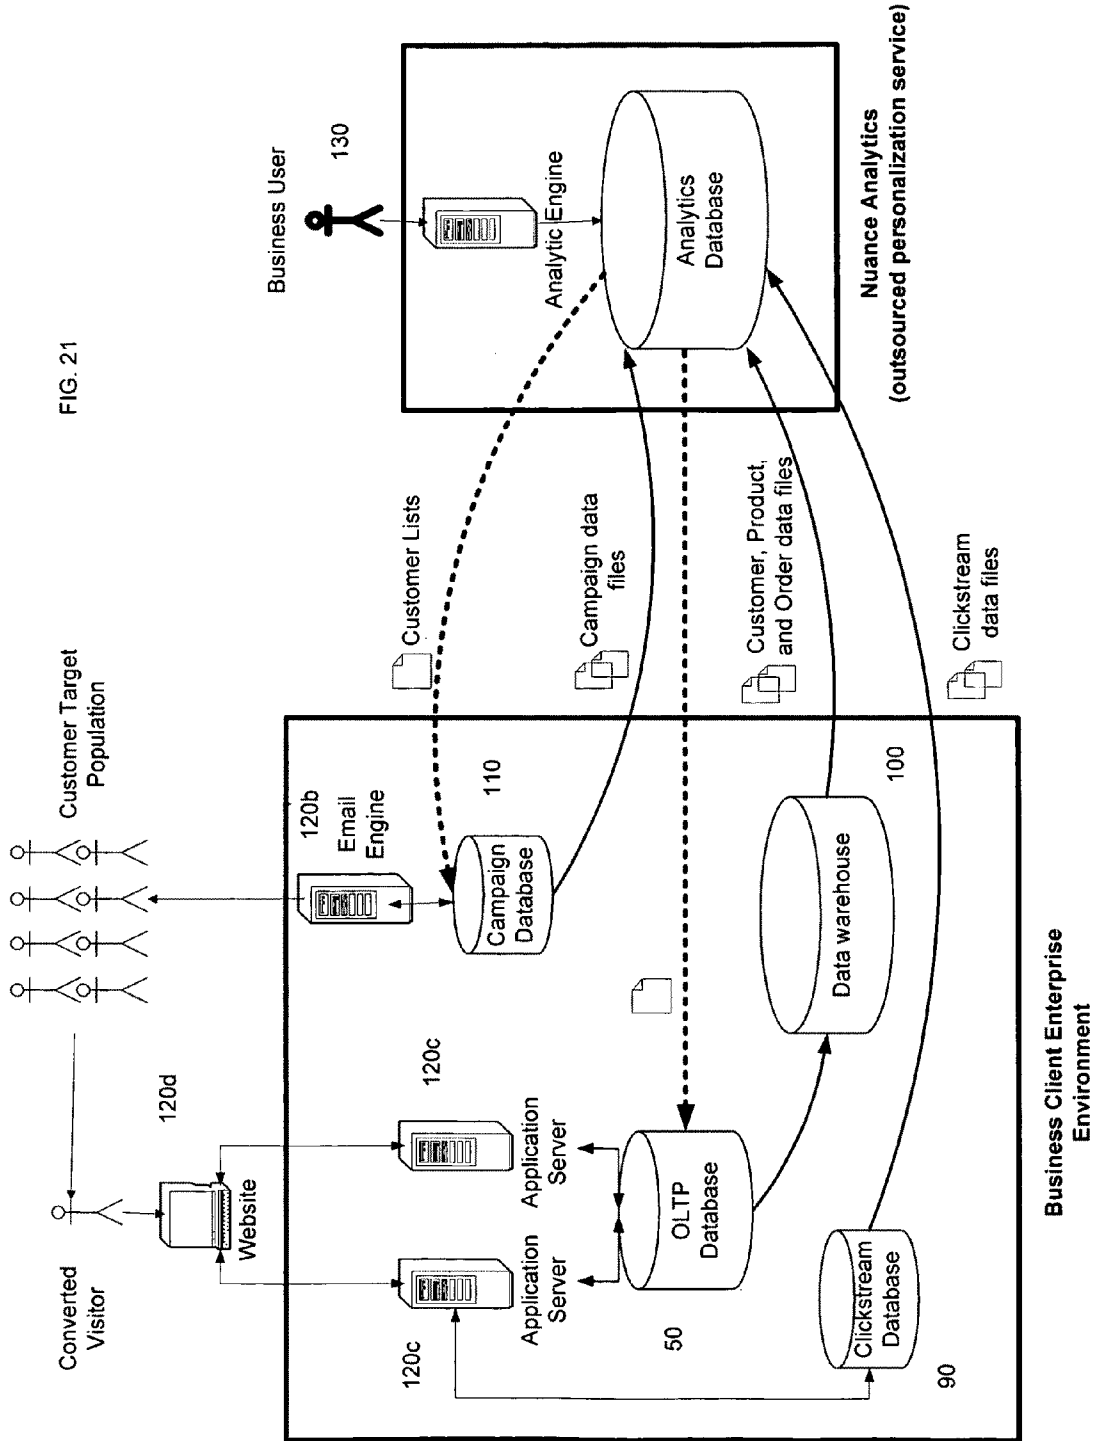 FIG. 21
Converted
Visitor
120d
Website
Customer Target
Population
Business User
130
120c
120c
120b
Email
Engine
Application
Server
Application
Server
110
Campaign
Database
Customer Lists
Campaign data
files
Analytic Engine
50
OLTP
Database
Analytics
Database
Customer, Product,
and Order data files
90
Clickstream
Database
Data warehouse
100
Clickstream
data files
Business Client Enterprise
Environment
Nuance Analytics
(outsourced personalization service)